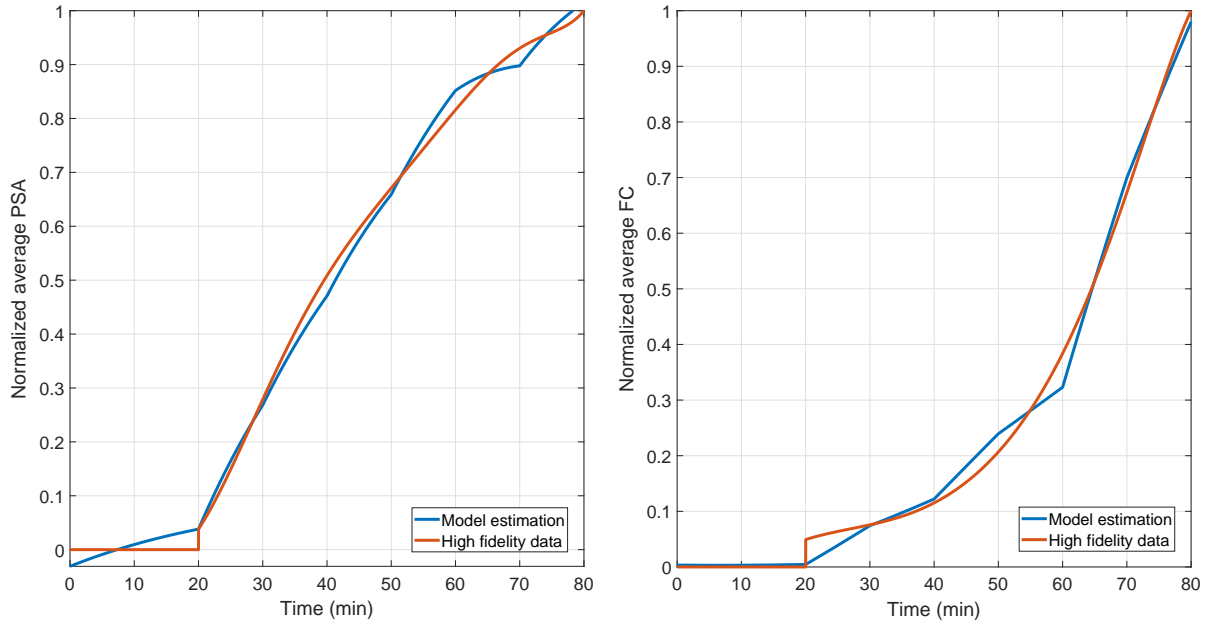 Normalized average PSA
1
0.9
0.8
0.7
0.6
0.5
0.4
0.3
0.2
0.1
0
0 20 30 40 50 60 70 80
Time (min)
Model estimation
High fidelity data
Normalized average FC
1
0.9
0.8
0.7
0.6
0.5
0.4
0.3
0.2
0.1
0
0 10 20 30 40 50 60 70 80
Time (min)
Model estimation
High fidelity data